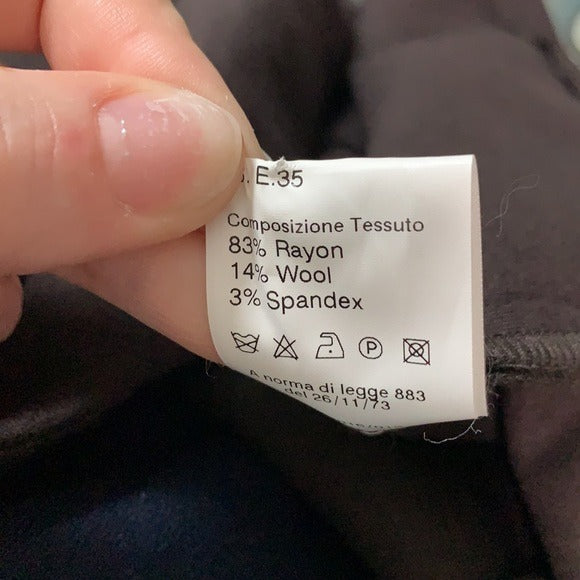 E.35
Composizione Tessuto
83% Rayon
14% Wool
3% Spandex
P
A norma di legge 883
del 26/11/73